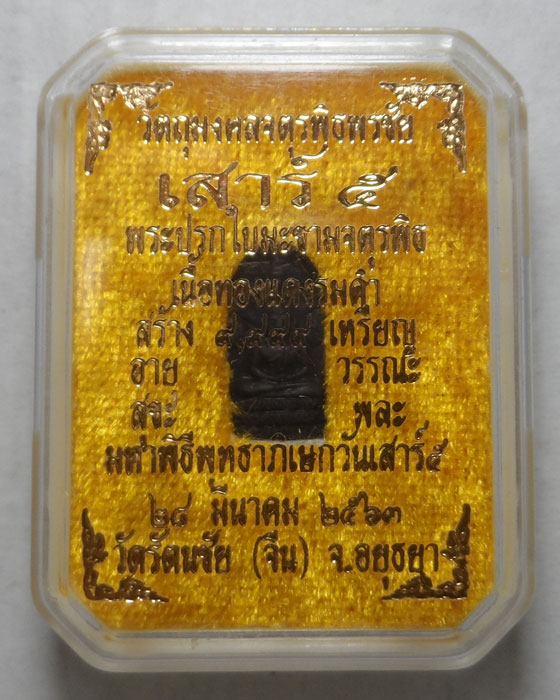 วัตถุมงคลจตุรพิธพรชัย
เสาร์ ๕
พระปรกใบมะขามจตุรพิธ
เนื้อทองแดงรมดำ
สร้าง เหรียญ
อายุ วรรณะ
สุขะ พละ
มหาพิธีพุทธาภิเษกวันเสาร์๕
๒๘ มีนาคม ๒๕๖๓
วัดรัตนชัย (จีน) จ.อยุธยา